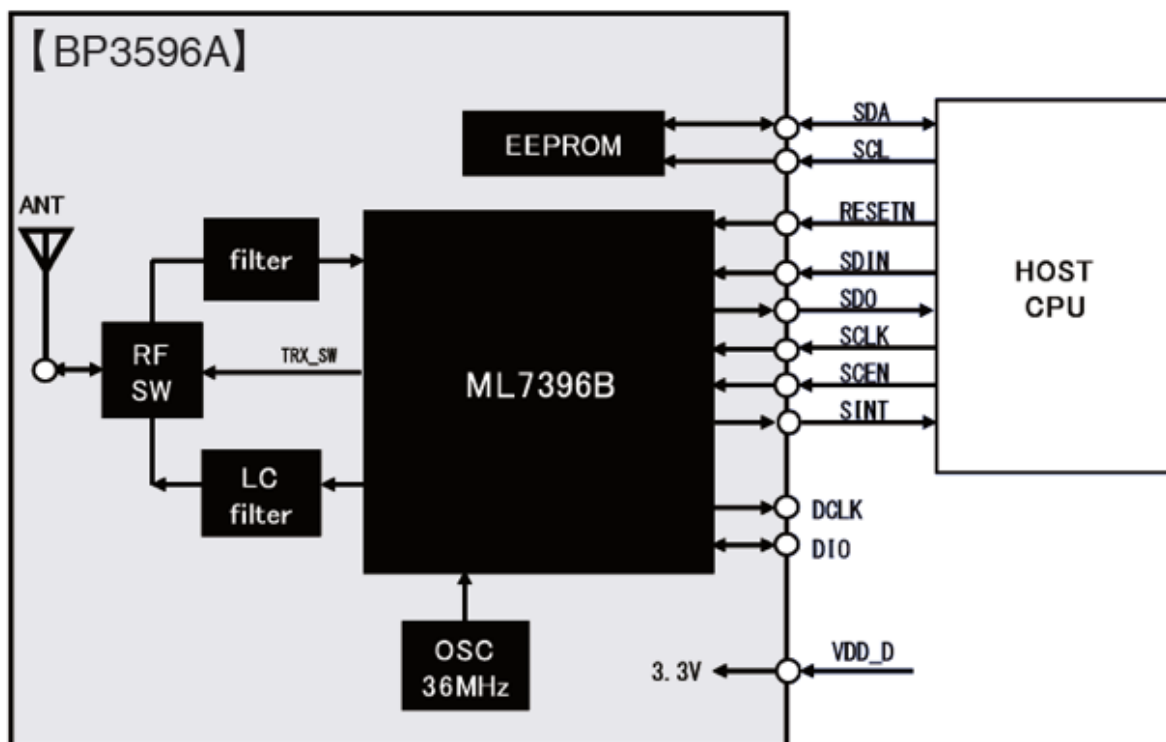 【BP3596A】
EEPROM
SDA
SCL
ANT
filter
RESETN
SDIN
SDO
SCLK
SCEN
SINT
HOST
CPU
RF
SW
TRX_SW
ML7396B
LC
filter
DCLK
DIO
OSC
36MHz
3.3V
VDD_D